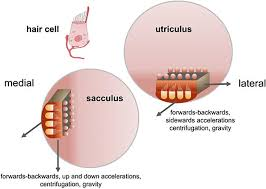 hair cell
utriculus
medial
lateral
sacculus
forwards-backwards,
sidewards accelerations
centrifugation, gravity
forwards-backwards, up and down accelerations,
centrifugation, gravity